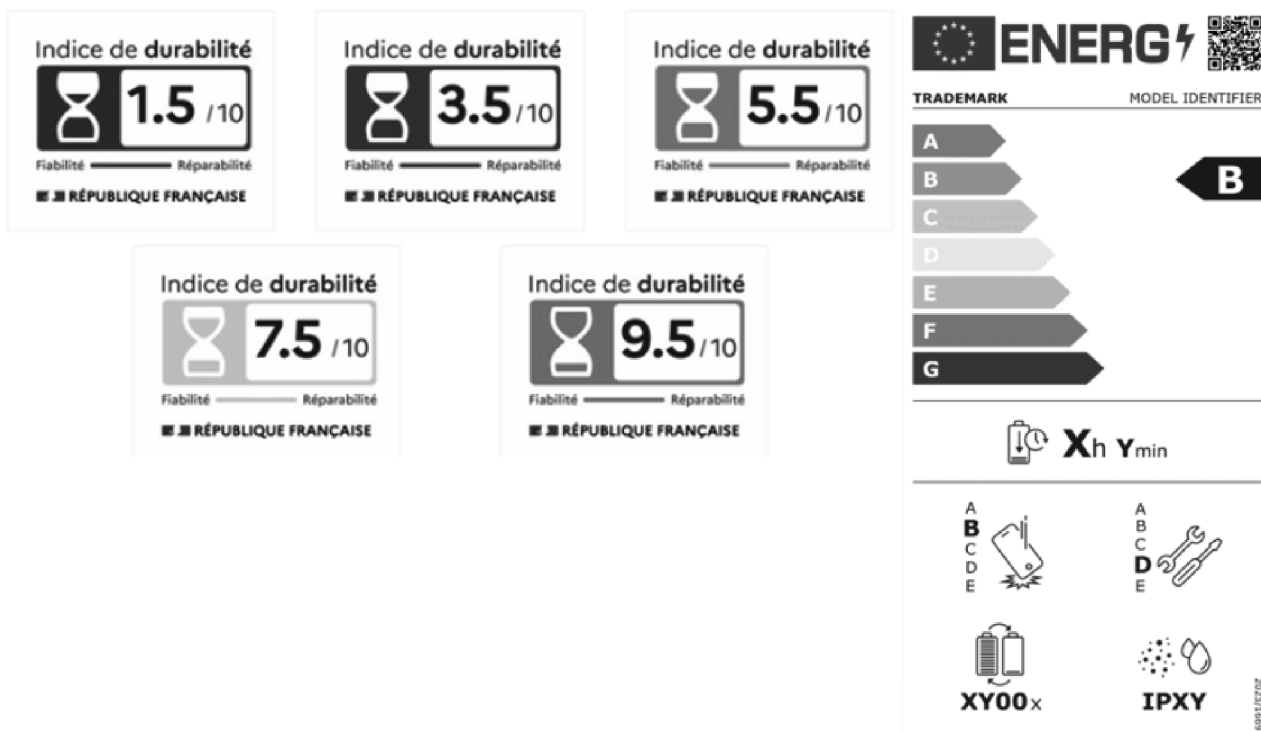 Indice de durabilité
1.5 /10
Fiabilité Réparabilité
RÉPUBLIQUE FRANÇAISE
Indice de durabilité
3.5 /10
Fiabilité Réparabilité
RÉPUBLIQUE FRANÇAISE
Indice de durabilité
5.5 /10
Fiabilité Réparabilité
RÉPUBLIQUE FRANÇAISE
Indice de durabilité
7.5 /10
Fiabilité Réparabilité
RÉPUBLIQUE FRANÇAISE
Indice de durabilité
9.5 /10
Fiabilité Réparabilité
RÉPUBLIQUE FRANÇAISE
ENERG
TRADEMARK MODEL IDENTIFIER
A
B B
C
D
E
F
G
Xh Ymin
A
B
C
D
E
A
B
C
D
E
XY00x
IPXY
2023/1669